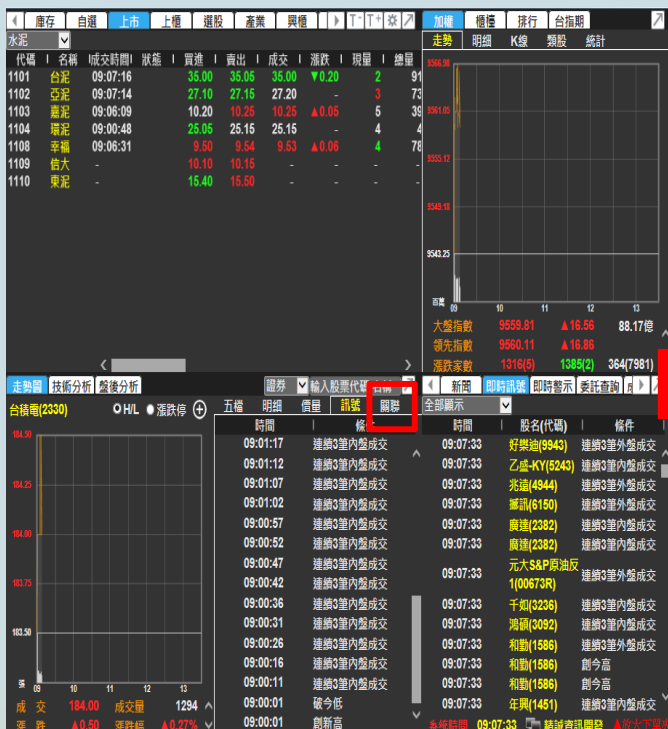 庫存 自選 上市 上櫃 選股 產業 興櫃 T- T+
水泥
代碼 名稱 成交時間 狀態 買進 賣出 成交 漲跌 現量 總量
1101 台泥 09:07:16 35.00 35.05 35.00 ▼0.20 2 91
1102 亞泥 09:07:14 27.10 27.15 27.20 - 3 73
1103 嘉泥 09:06:09 10.20 10.25 10.25 ▲0.05 5 39
1104 環泥 09:00:48 25.05 25.15 25.15 - 4 4
1108 幸福 09:06:31 9.50 9.54 9.53 ▲0.06 4 78
1109 信大 - 10.10 10.15 - - -
1110 東泥 - 15.40 15.50 - - -
加權 櫃檯 排行 台指期
走勢 明細 K線 類股 統計
9566.98
9561.05
9555.12
9549.18
9543.25
百萬 09 10 11 12 13
大盤指數 9559.81 ▲16.56 88.17億
領先指數 9560.11 ▲16.86
漲跌家數 1316(5) 1385(2) 364(7981)
走勢圖 技術分析 盤後分析 證券 輸入股票代碼/名稱
台積電(2330) H/L 漲跌停
184.50
184.25
184.00
183.75
183.50
張 09 10 11 12 13
成 交 184.00 成交量 1294
漲 跌 ▲0.50 漲跌幅 ▲0.27%
五檔 明細 價量 訊號 關聯
時間 條件
09:01:17 連續3筆內盤成交
09:01:12 連續3筆內盤成交
09:01:07 連續3筆內盤成交
09:01:02 連續3筆內盤成交
09:00:57 連續3筆內盤成交
09:00:52 連續3筆內盤成交
09:00:47 連續3筆內盤成交
09:00:42 連續3筆內盤成交
09:00:36 連續3筆內盤成交
09:00:31 連續3筆內盤成交
09:00:26 連續3筆內盤成交
09:00:16 連續3筆內盤成交
09:00:11 連續3筆內盤成交
09:00:01 破今低
09:00:01 創新高
新聞 即時訊號 即時警示 委託查詢
全部顯示
時間 股名(代碼) 條件
09:07:33 好樂迪(9943) 連續3筆外盤成交
09:07:33 乙盛-KY(5243) 連續3筆內盤成交
09:07:33 兆遠(4944) 連續3筆外盤成交
09:07:33 撼訊(6150) 連續3筆外盤成交
09:07:33 廣達(2382) 連續3筆內盤成交
09:07:33 廣達(2382) 連續3筆內盤成交
09:07:33 元大S&P原油反1(00673R) 連續3筆外盤成交
09:07:33 千如(3236) 連續3筆內盤成交
09:07:33 鴻碩(3092) 連續3筆內盤成交
09:07:33 和勤(1586) 連續3筆外盤成交
09:07:33 和勤(1586) 創今高
09:07:33 和勤(1586) 創今高
09:07:33 年興(1451) 連續3筆內盤成交
系統時間 09:07:33 精誠資訊開發